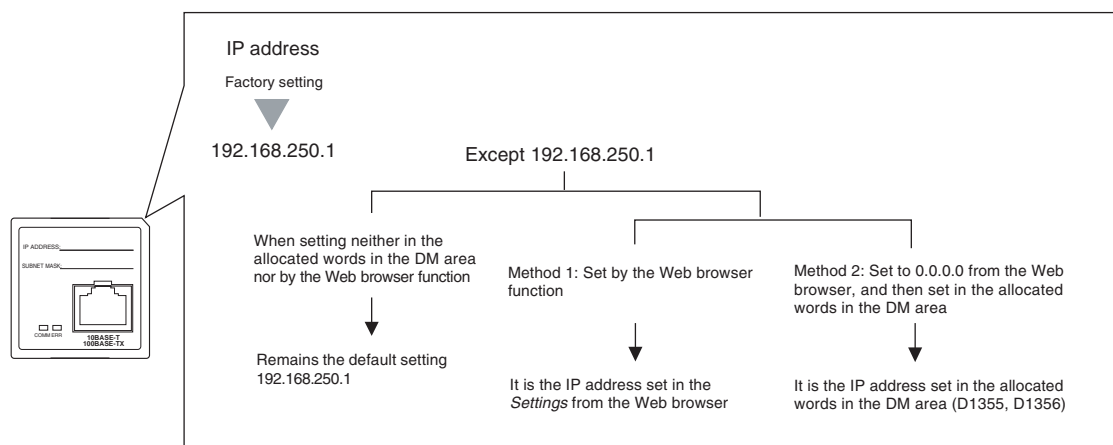 IP address
Factory setting
192.168.250.1
Except 192.168.250.1
When setting neither in the
allocated words in the DM area
nor by the Web browser function
Remains the default setting
192.168.250.1
Method 1: Set by the Web browser
function
It is the IP address set in the
Settings from the Web browser
Method 2: Set to 0.0.0.0 from the Web
browser, and then set in the allocated
words in the DM area
It is the IP address set in the allocated
words in the DM area (D1355, D1356)
IP ADDRESS:
SUBNET MASK:
COMM ERR
10BASE-T
100BASE-TX